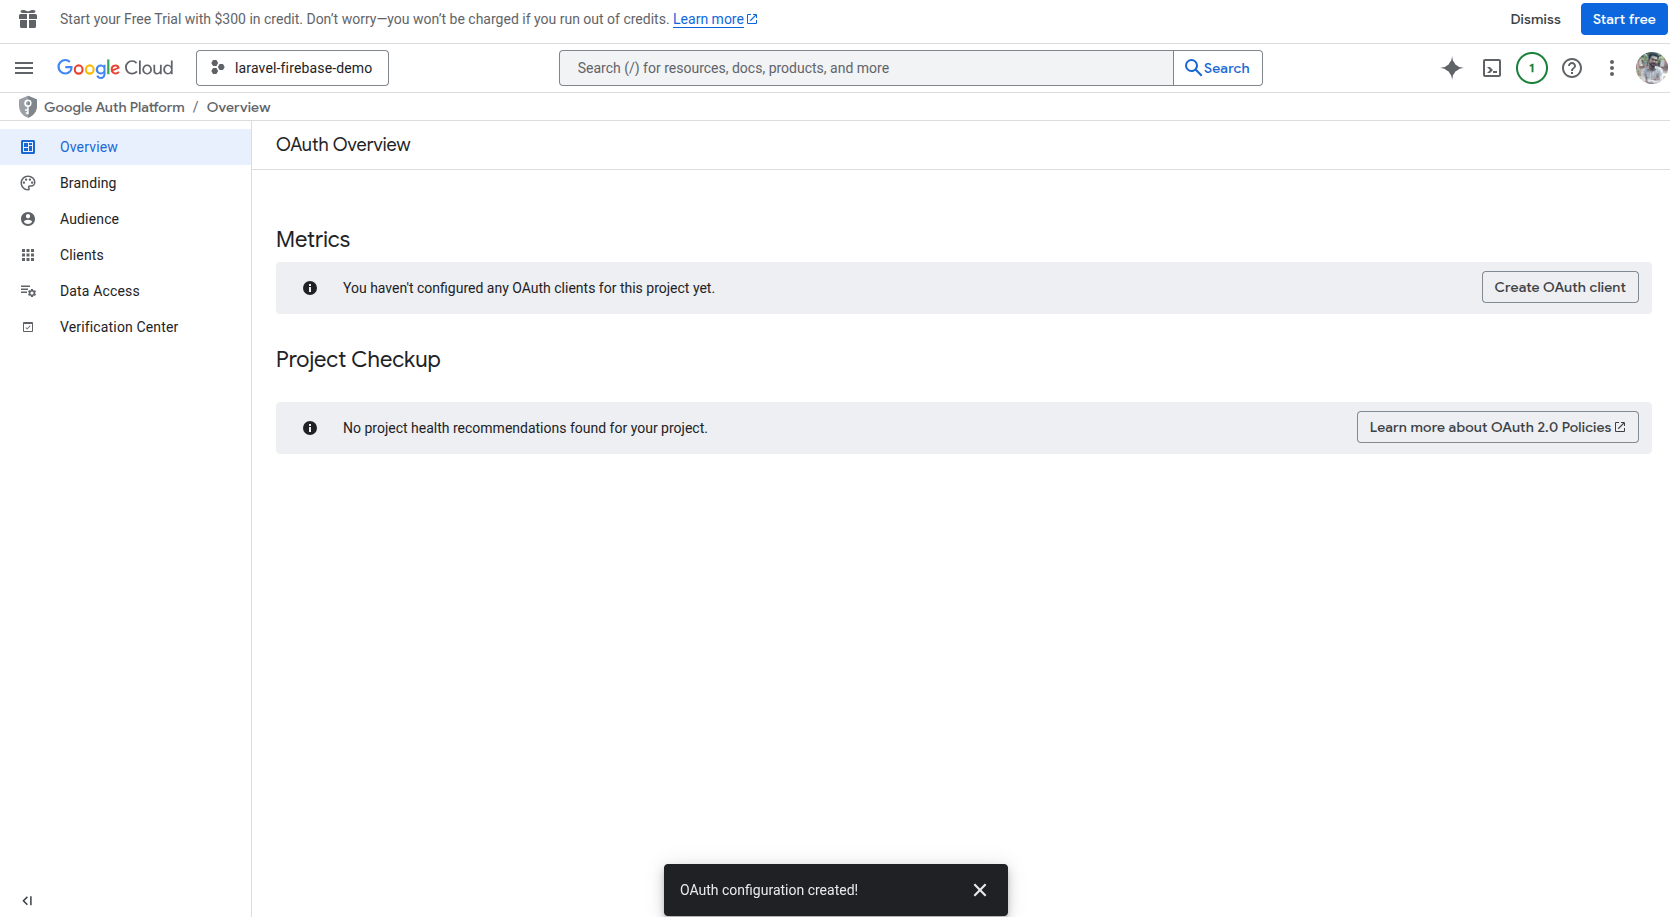 Start your Free Trial with $300 in credit. Don’t worry—you won’t be charged if you run out of credits. Learn more
Dismiss
Start free
Google Cloud
laravel-firebase-demo
Search (/) for resources, docs, products, and more
Search
1
Google Auth Platform / Overview
Overview
Branding
Audience
Clients
Data Access
Verification Center
OAuth Overview
Metrics
You haven't configured any OAuth clients for this project yet.
Create OAuth client
Project Checkup
No project health recommendations found for your project.
Learn more about OAuth 2.0 Policies
OAuth configuration created!